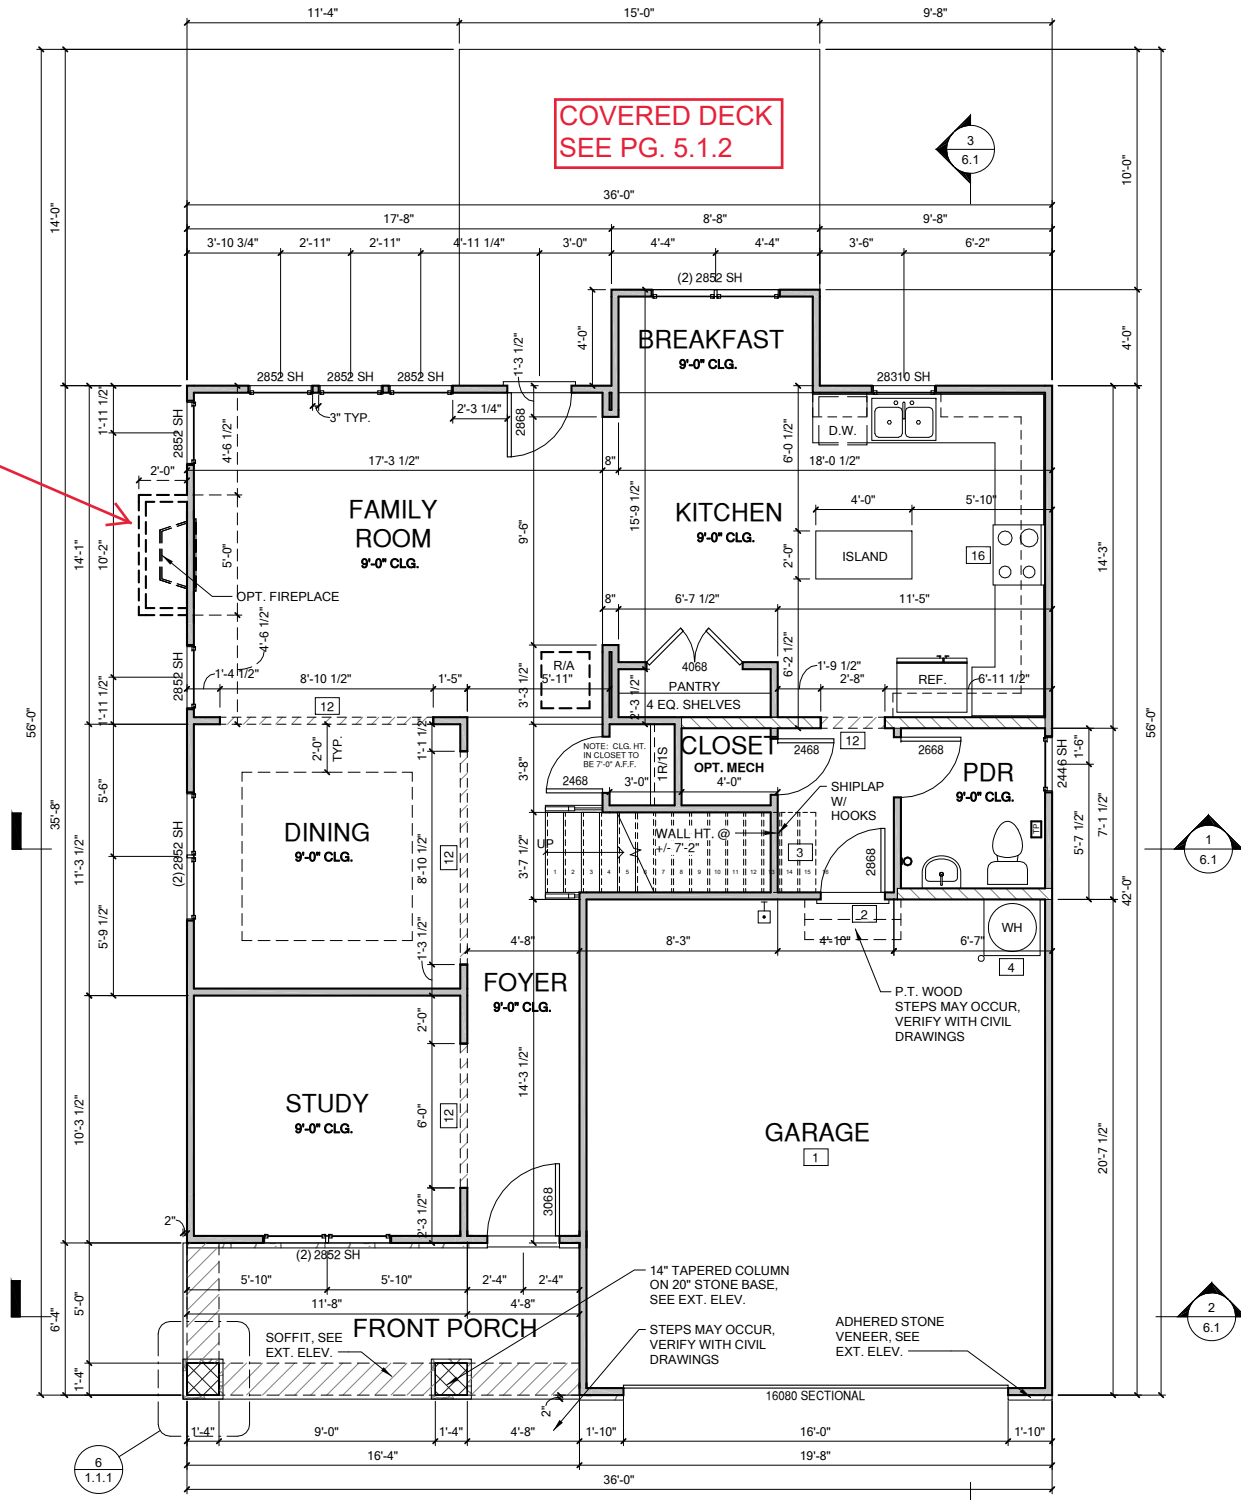 11'-4"
15'-0"
9'-8"
COVERED DECK
SEE PG. 5.1.2
3
6.1
14'-0"
10'-0"
36'-0"
17'-8"
8'-8"
9'-8"
3'-10 3/4"
2'-11"
2'-11"
4'-11 1/4"
3'-0"
4'-4"
4'-4"
3'-6"
6'-2"
(2) 2852 SH
4'-0"
4'-0"
BREAKFAST
9'-0" CLG.
1'-3 1/2"
2852 SH
2852 SH
2852 SH
28310 SH
1'-11 1/2"
2852 SH
4'-6 1/2"
3" TYP.
2'-3 1/4"
2868
D.W.
6'-0 1/2"
2'-0"
17'-3 1/2"
8"
18'-0 1/2"
4'-0"
5'-10"
FAMILY
ROOM
9'-0" CLG.
KITCHEN
9'-0" CLG.
15'-9 1/2"
9'-6"
14'-1"
10'-2"
5'-0"
2'-0"
ISLAND
16
14'-3"
OPT. FIREPLACE
8"
6'-7 1/2"
11'-5"
4'-6 1/2"
2852 SH
1'-11 1/2"
R/A
4068
6'-2 1/2"
1'-9 1/2"
REF.
1'-4 1/2"
8'-10 1/2"
1'-5"
5'-11"
3'-3 1/2"
PANTRY
4 EQ. SHELVES
2'-3 1/2"
2'-8"
6'-11 1/2"
12
56'-0"
56'-0"
2'-0"
TYP.
1'-1 1/2"
3'-8"
NOTE: CLG. HT.
IN CLOSET TO
BE 7'-0" A.F.F.
1R/1S
CLOSET
OPT. MECH
2468
12
2668
PDR
9'-0" CLG.
2446 SH
1'-6"
2468
3'-0"
4'-0"
SHIPLAP
W/
HOOKS
5'-6"
35'-8"
11'-3 1/2"
DINING
9'-0" CLG.
(2) 2852 SH
8'-10 1/2"
12
3'-7 1/2"
UP
WALL HT. @
+/- 7'-2"
3
2868
TP
5'-7 1/2"
7'-1 1/2"
1
6.1
1 2 3 4 5 6 7 8 9 10 11 12 13 14 15 16
42'-0"
5'-9 1/2"
1'-3 1/2"
4'-8"
8'-3"
2
4'-10"
6'-7"
WH
4
FOYER
9'-0" CLG.
P.T. WOOD
STEPS MAY OCCUR,
VERIFY WITH CIVIL
DRAWINGS
2'-0"
14'-3 1/2"
10'-3 1/2"
STUDY
9'-0" CLG.
6'-0"
12
GARAGE
1
20'-7 1/2"
3068
2'-3 1/2"
2"
(2) 2852 SH
5'-10"
5'-10"
2'-4"
2'-4"
14" TAPERED COLUMN
ON 20" STONE BASE,
SEE EXT. ELEV.
11'-8"
4'-8"
6'-4"
5'-0"
FRONT PORCH
SOFFIT, SEE
EXT. ELEV.
STEPS MAY OCCUR,
VERIFY WITH CIVIL
DRAWINGS
ADHERED STONE
VENEER, SEE
EXT. ELEV.
2
6.1
1'-4"
2"
16080 SECTIONAL
1'-4"
9'-0"
1'-4"
4'-8"
1'-10"
16'-0"
1'-10"
16'-4"
19'-8"
6
1.1.1
36'-0"